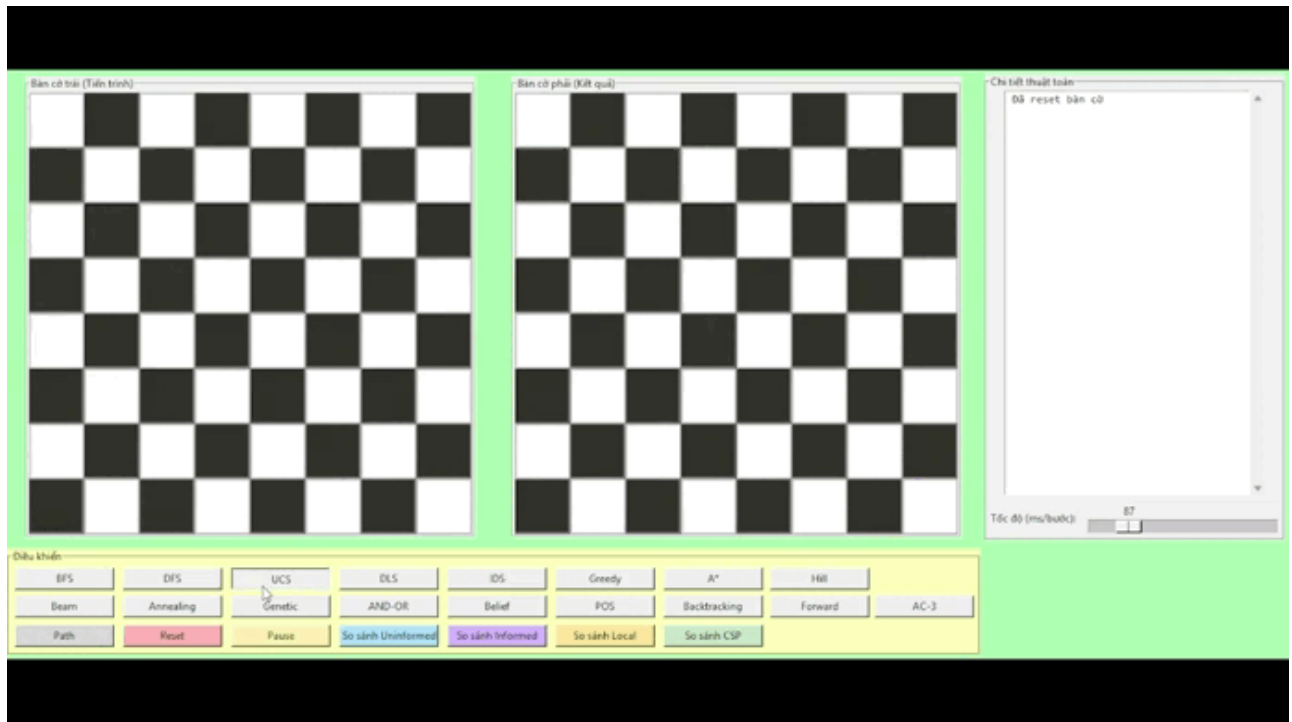 Bàn cờ trái (Tiến trình)
Bàn cờ phải (Kết quả)
Chi tiết thuật toán
Đã reset bàn cờ
Tốc độ (ms/bước):
87
Điều khiển
BFS DFS UCS DLS IDS Greedy A* Hill
Beam Annealing Genetic AND-OR Belief POS Backtracking Forward AC-3
Path Reset Pause So sánh Uninformed So sánh Informed So sánh Local So sánh CSP